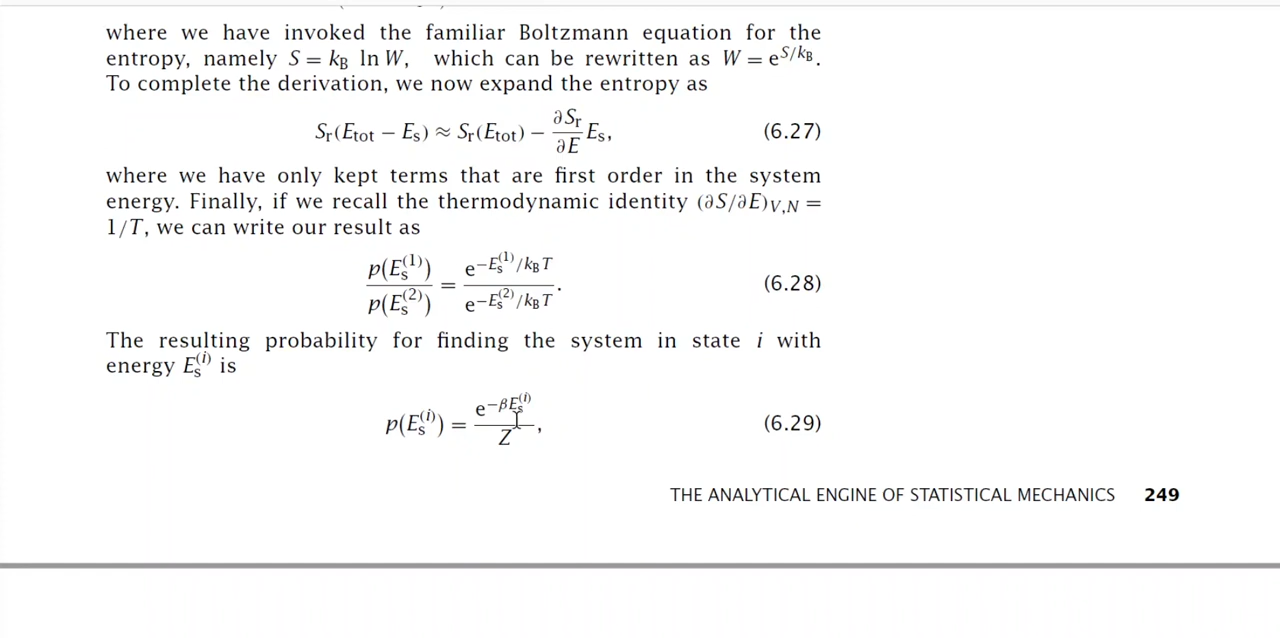 where we have invoked the familiar Boltzmann equation for the
entropy, namely S = k_B ln W, which can be rewritten as W = e^{S/k_B}.
To complete the derivation, we now expand the entropy as
S_r(E_tot − E_s) ≈ S_r(E_tot) − ∂S_r/∂E E_s, (6.27)
where we have only kept terms that are first order in the system
energy. Finally, if we recall the thermodynamic identity (∂S/∂E)_{V,N} =
1/T, we can write our result as
p(E_s^{(1)})/p(E_s^{(2)}) = e^{−E_s^{(1)}/k_BT}/e^{−E_s^{(2)}/k_BT}. (6.28)
The resulting probability for finding the system in state i with
energy E_s^{(i)} is
p(E_s^{(i)}) = e^{−βE_s^{(i)}}/Z, (6.29)
THE ANALYTICAL ENGINE OF STATISTICAL MECHANICS 249